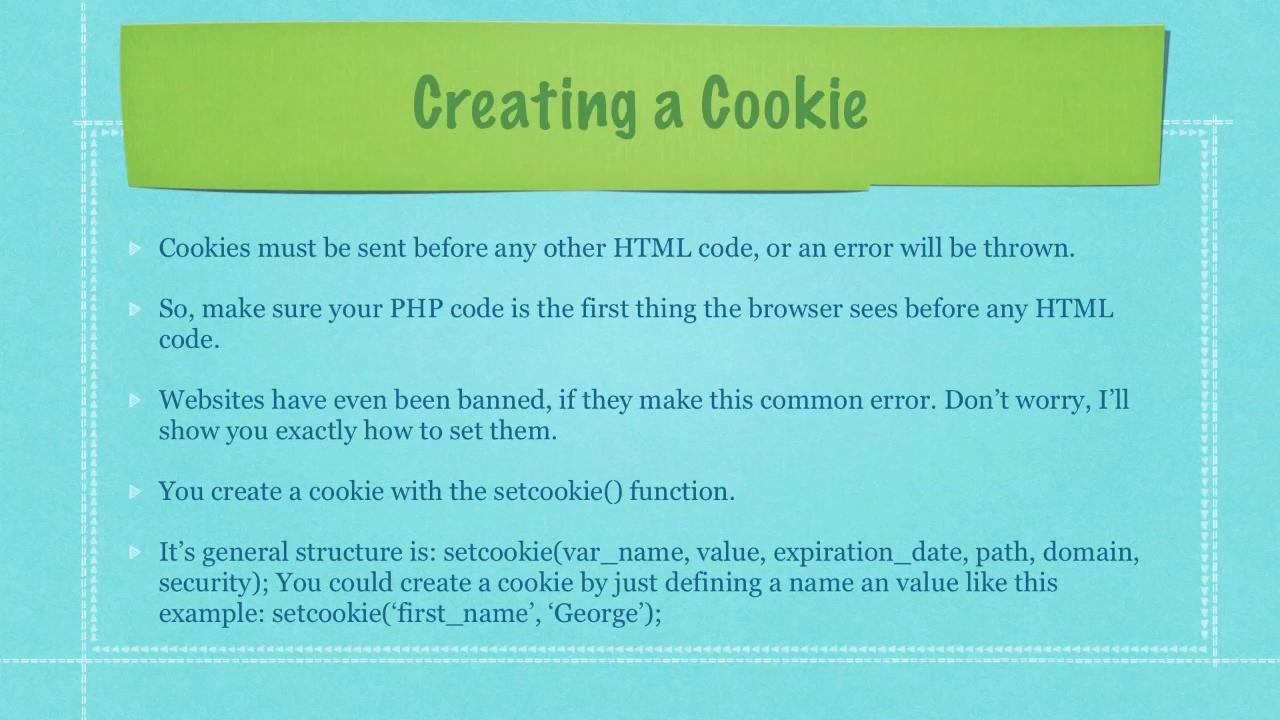 Creating a Cookie
Cookies must be sent before any other HTML code, or an error will be thrown.
So, make sure your PHP code is the first thing the browser sees before any HTML
code.
Websites have even been banned, if they make this common error. Don’t worry, I’ll
show you exactly how to set them.
You create a cookie with the setcookie() function.
It’s general structure is: setcookie(var_name, value, expiration_date, path, domain,
security); You could create a cookie by just defining a name an value like this
example: setcookie(‘first_name’, ‘George’);